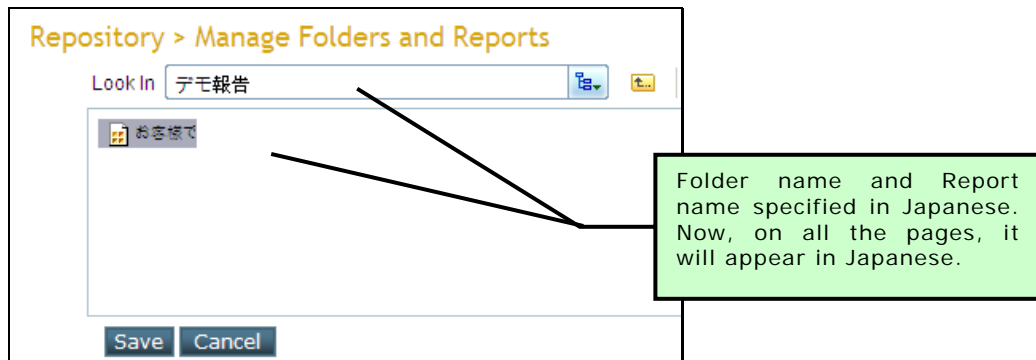 Repository > Manage Folders and Reports
Look In デモ報告
お客様で
Folder name and Report
name specified in Japanese.
Now, on all the pages, it
will appear in Japanese.
Save Cancel